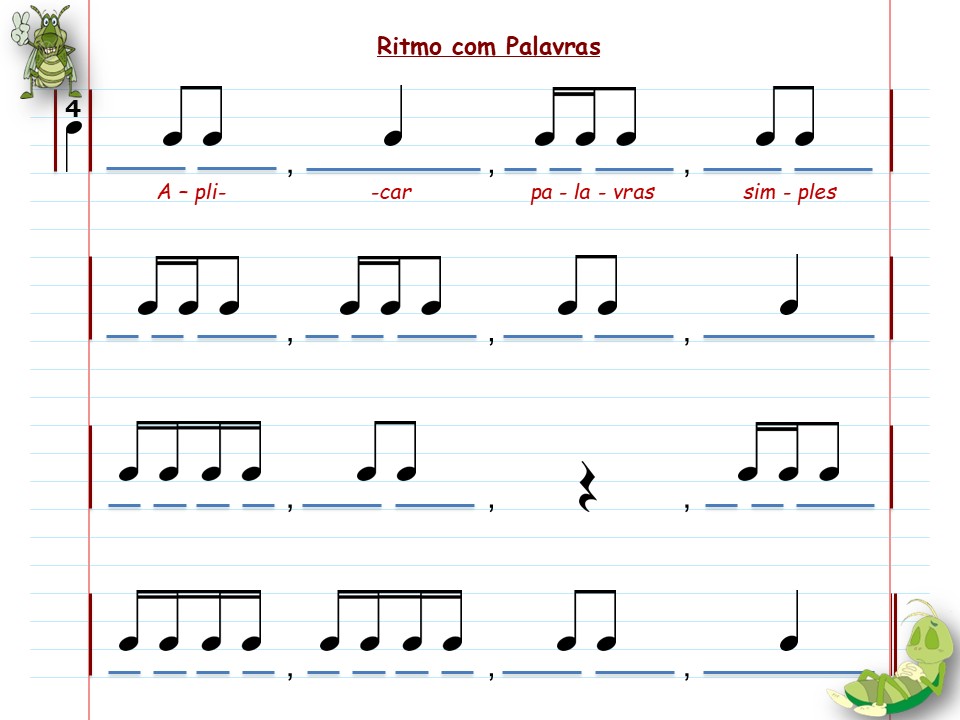 Ritmo com Palavras
4
, , ,
A – pli- -car pa - la - vras sim - ples
, , ,
, , ,
, , ,